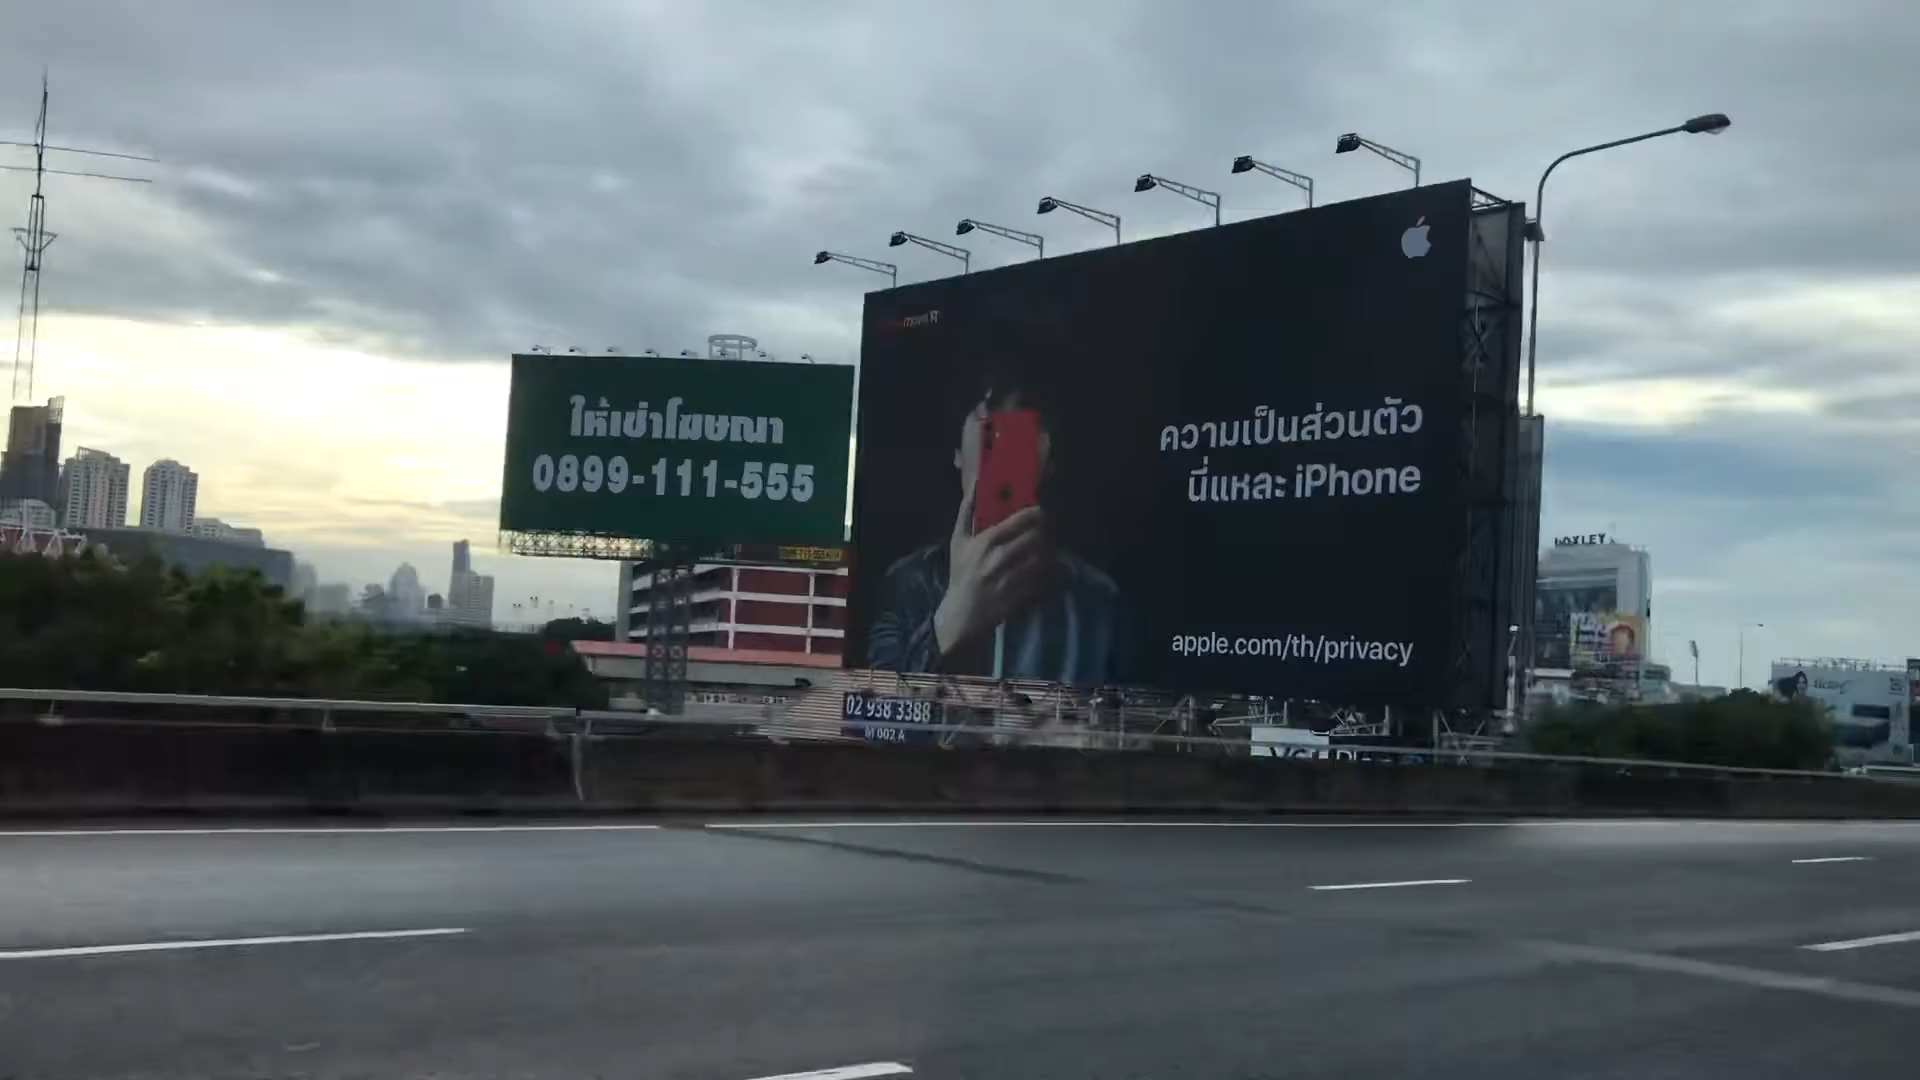 ให้เช่าโฆษณา
0899-111-555
ความเป็นส่วนตัว
นี่แหละ iPhone
apple.com/th/privacy
02 938 3388
M 002 A